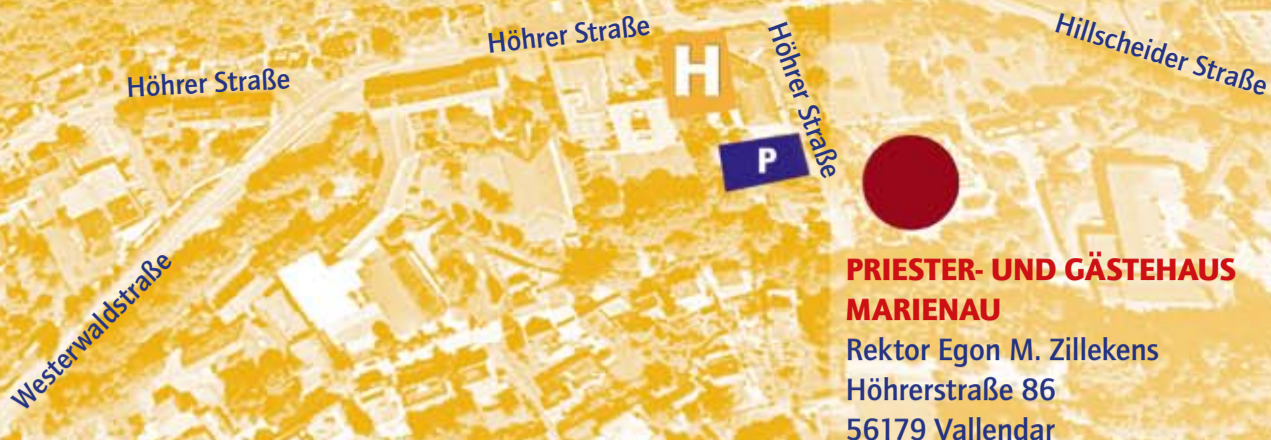 Höhrer Straße
Höhrer Straße
H
Höhrer Straße
P
Hillscheider Straße
Westerwaldstraße
PRIESTER- UND GÄSTEHAUS
MARIENAU
Rektor Egon M. Zillekens
Höhrerstraße 86
56179 Vallendar